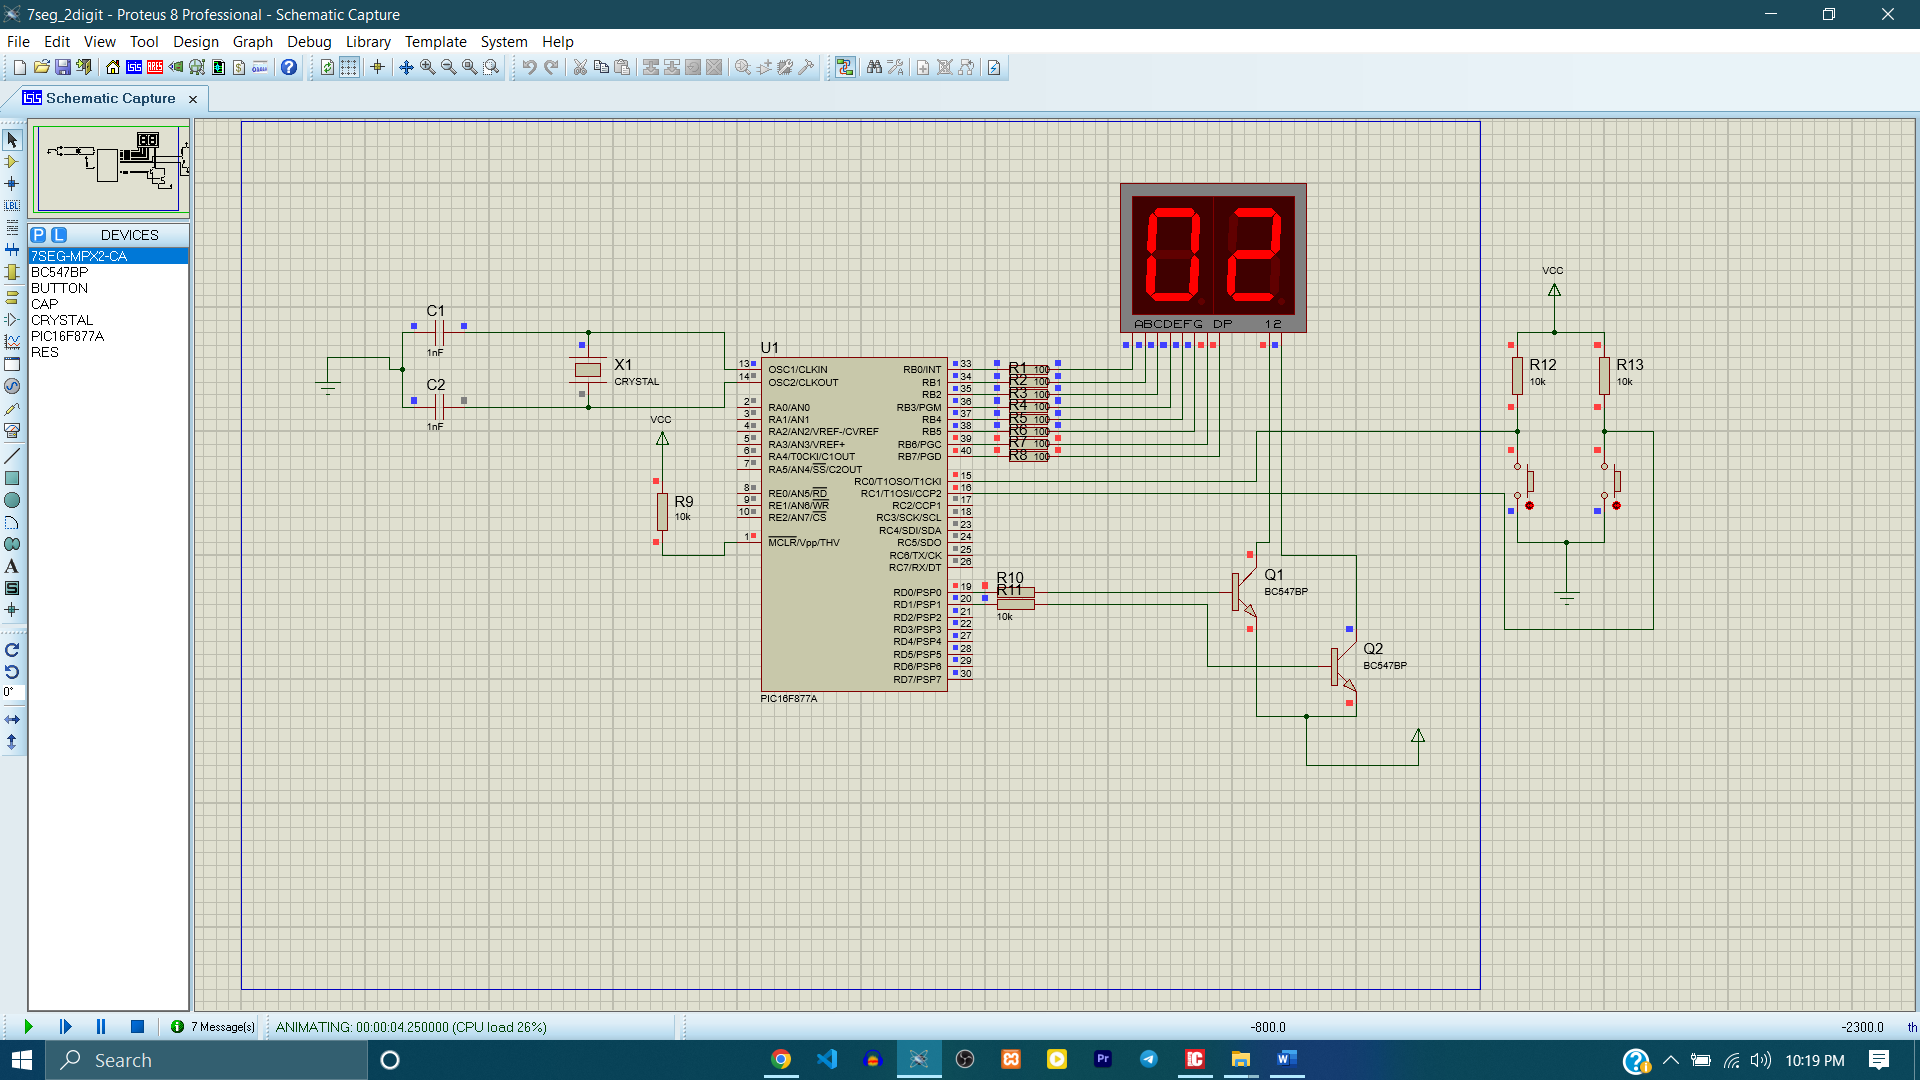 7seg_2digit - Proteus 8 Professional - Schematic Capture
File Edit View Tool Design Graph Debug Library Template System Help
Schematic Capture
P L DEVICES
7SEG-MPX2-CA
BC547BP
BUTTON
CAP
CRYSTAL
PIC16F877A
RES
LBL
A
S
0°
C1
1nF
C2
1nF
X1
CRYSTAL
VCC
R9
10k
U1
13 OSC1/CLKIN
14 OSC2/CLKOUT
2 RA0/AN0
3 RA1/AN1
4 RA2/AN2/VREF-/CVREF
5 RA3/AN3/VREF+
6 RA4/T0CKI/C1OUT
7 RA5/AN4/SS/C2OUT
8 RE0/AN5/RD
9 RE1/AN6/WR
10 RE2/AN7/CS
1 MCLR/Vpp/THV
RB0/INT 33
RB1 34
RB2 35
RB3/PGM 36
RB4 37
RB5 38
RB6/PGC 39
RB7/PGD 40
RC0/T1OSO/T1CKI 15
RC1/T1OSI/CCP2 16
RC2/CCP1 17
RC3/SCK/SCL 18
RC4/SDI/SDA 23
RC5/SDO 24
RC6/TX/CK 25
RC7/RX/DT 26
RD0/PSP0 19
RD1/PSP1 20
RD2/PSP2 21
RD3/PSP3 22
RD4/PSP4 27
RD5/PSP5 28
RD6/PSP6 29
RD7/PSP7 30
PIC16F877A
R1 100
R2 100
R3 100
R4 100
R5 100
R6 100
R7 100
R8 100
R10
R11
10k
02
ABCDEFG DP 12
Q1
BC547BP
Q2
BC547BP
VCC
R12
10k
R13
10k
7 Message(s)
ANIMATING: 00:00:04.250000 (CPU load 26%)
-800.0
-2300.0
th
Search
10:19 PM